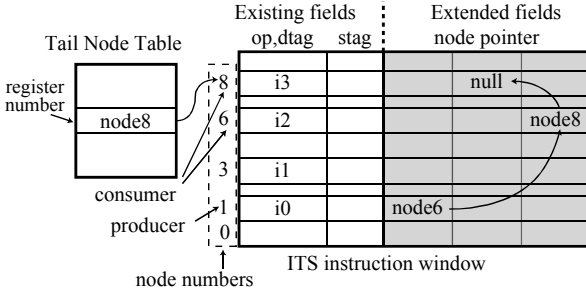 Existing fields
Extended fields
Tail Node Table
op,dtag
stag
node pointer
register
number
node8
8
i3
null
6
i2
node8
3
i1
consumer
producer
1
i0
node6
0
node numbers
ITS instruction window